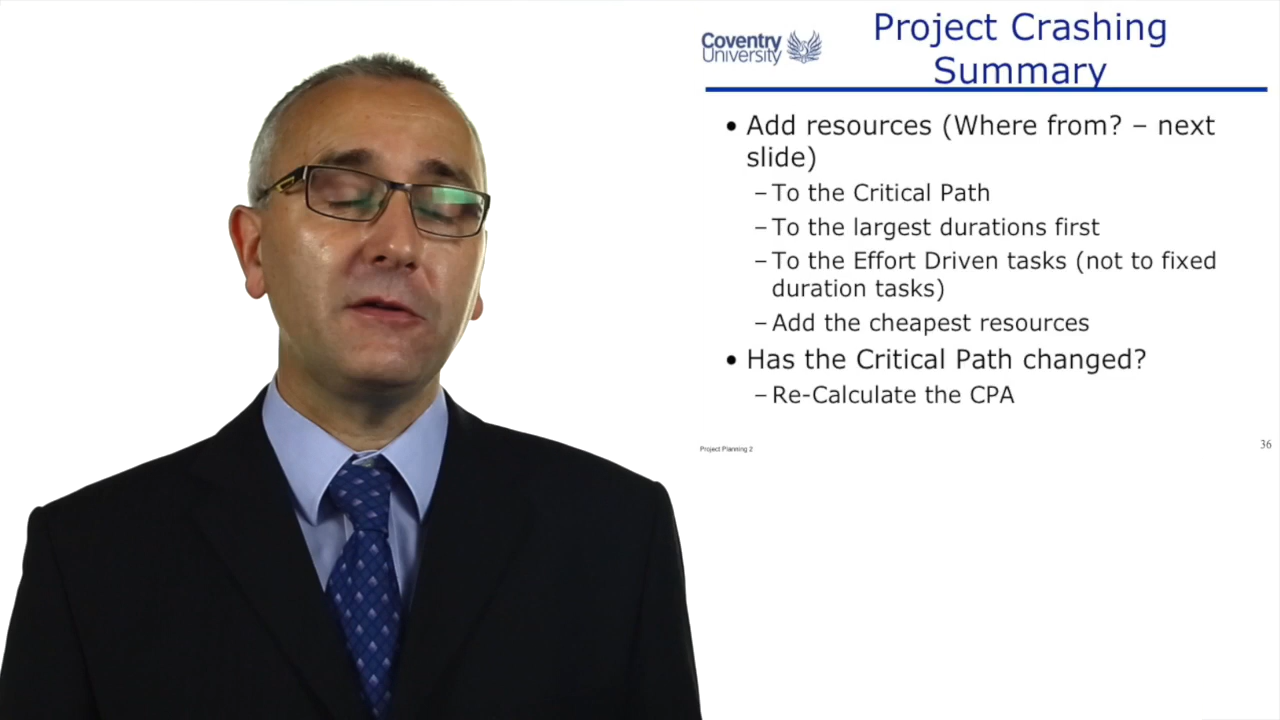 Coventry
University
Project Crashing
Summary
• Add resources (Where from? – next
slide)
– To the Critical Path
– To the largest durations first
– To the Effort Driven tasks (not to fixed
duration tasks)
– Add the cheapest resources
• Has the Critical Path changed?
– Re-Calculate the CPA
Project Planning 2
36